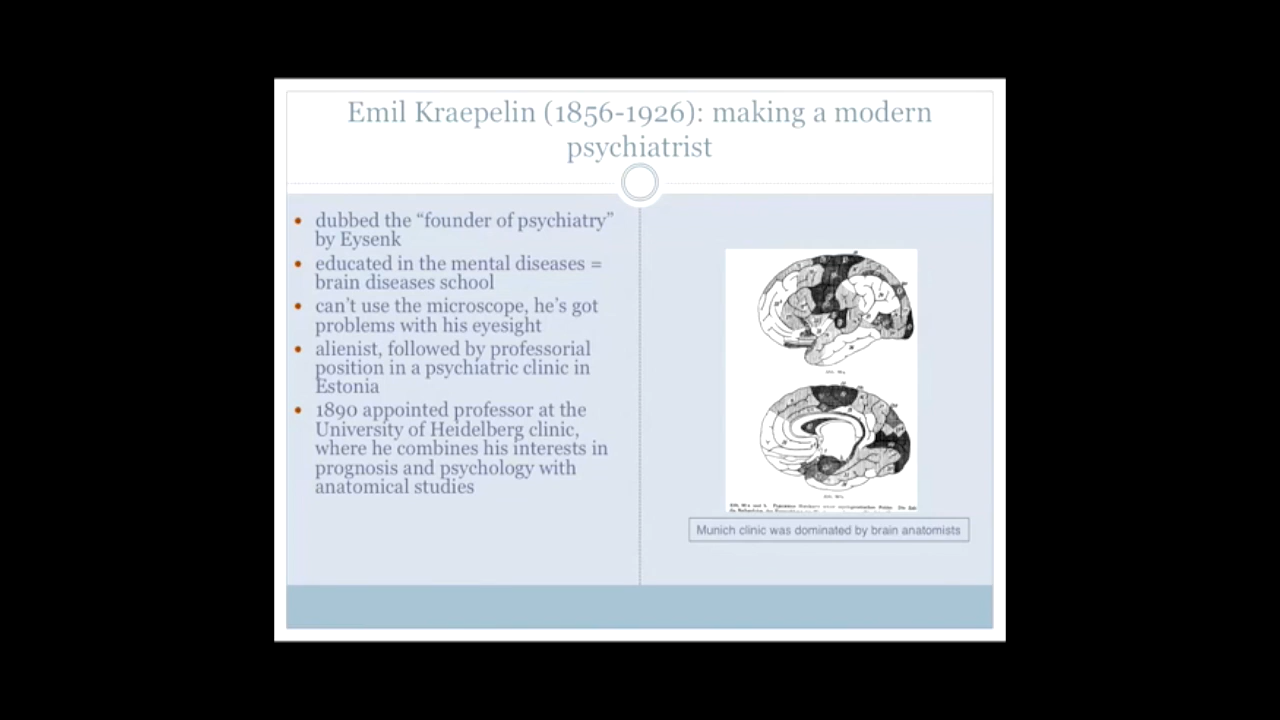 Emil Kraepelin (1856-1926): making a modern
psychiatrist
dubbed the “founder of psychiatry”
by Eysenk
educated in the mental diseases =
brain diseases school
can’t use the microscope, he’s got
problems with his eyesight
alienist, followed by professorial
position in a psychiatric clinic in
Estonia
1890 appointed professor at the
University of Heidelberg clinic,
where he combines his interests in
prognosis and psychology with
anatomical studies
Munich clinic was dominated by brain anatomists